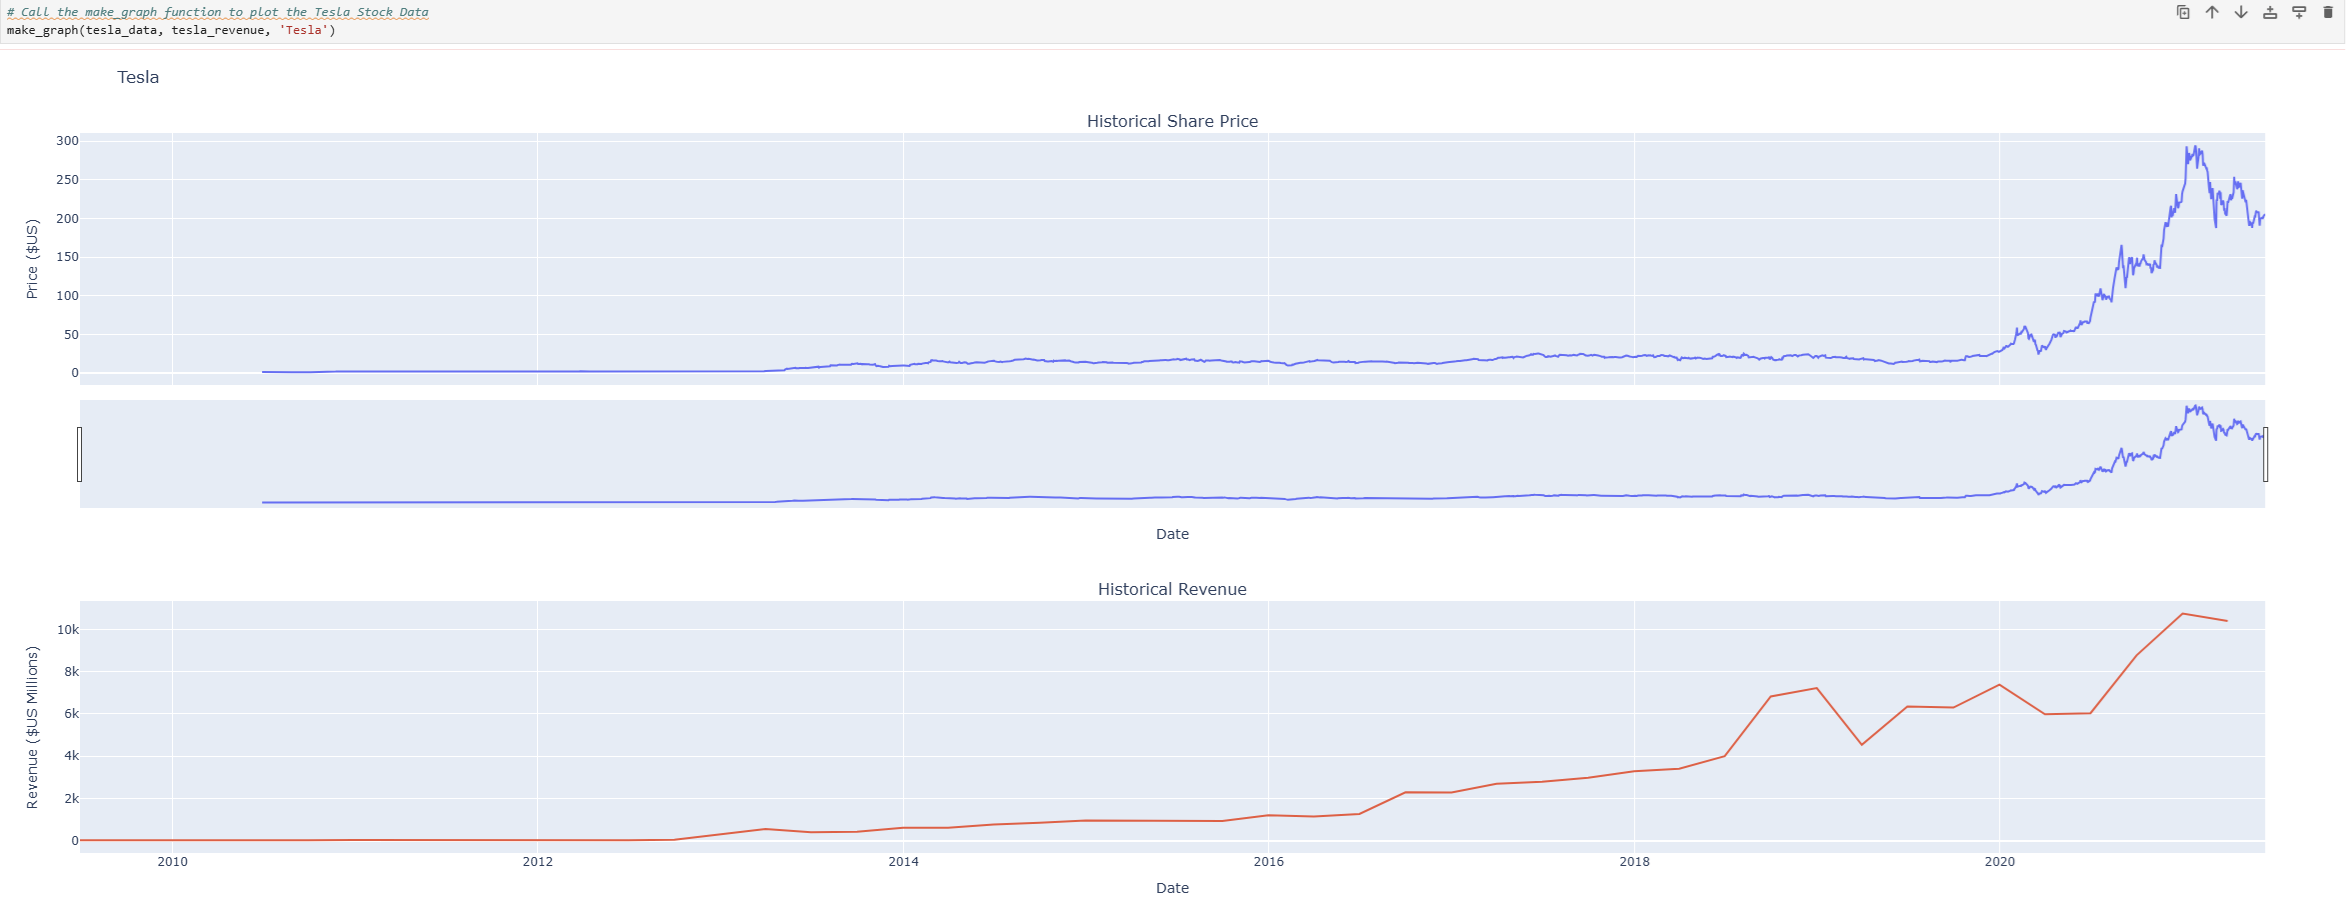 # Call the make_graph function to plot the Tesla Stock Data
make_graph(tesla_data, tesla_revenue, 'Tesla')
Tesla
Historical Share Price
300
250
200
150
100
50
0
Price ($US)
Date
Historical Revenue
10k
8k
6k
4k
2k
0
Revenue ($US Millions)
2010 2012 2014 2016 2018 2020
Date